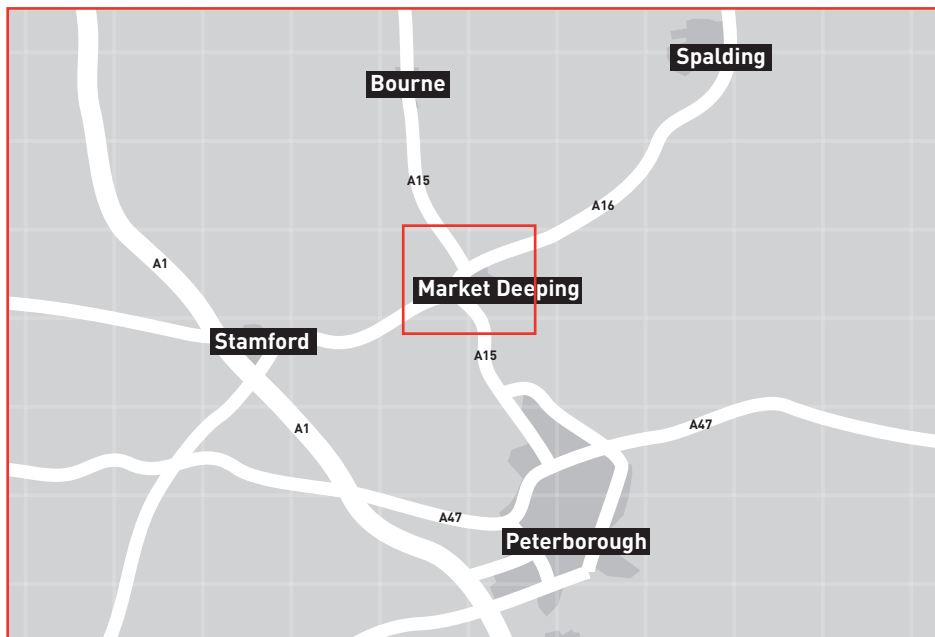 Spalding
Bourne
A15
A16
A1
Market Deeping
Stamford
A15
A47
A1
A47
Peterborough